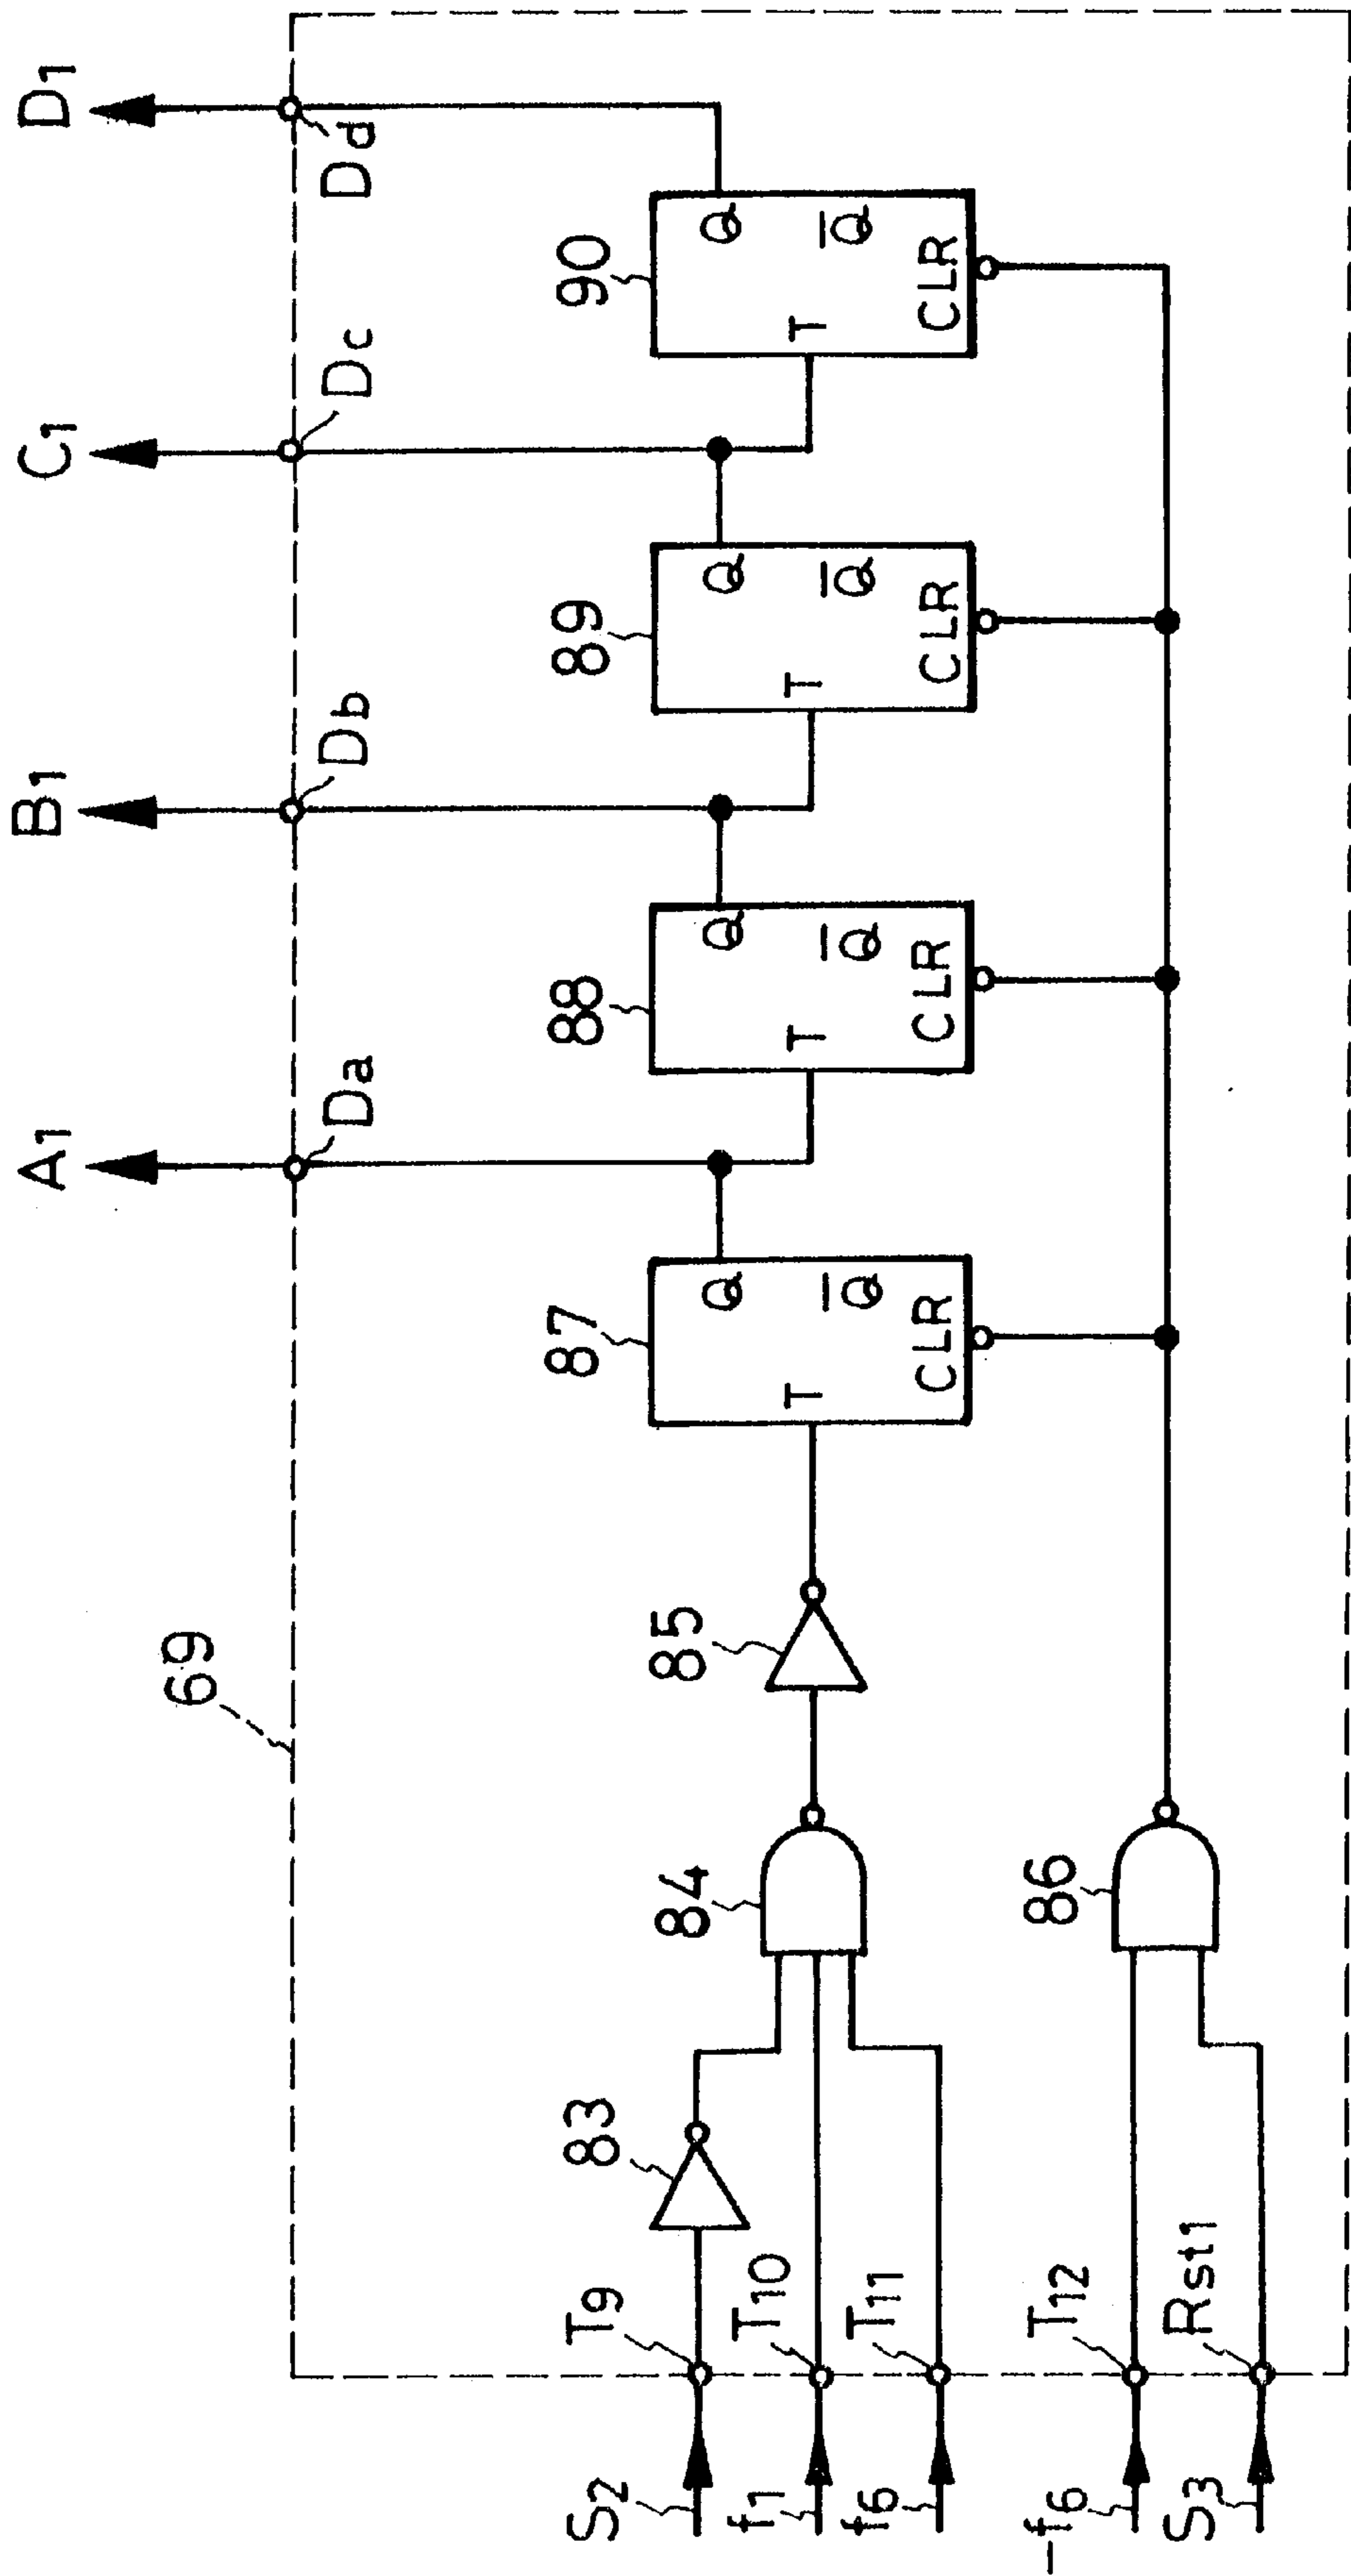 A1 B1 C1 D1
69
Da Db Dc Dd
S2 T9 83 84 85 87 88 89 90
Q Q Q Q
f1 T10
T T T T
f6 T11
Q̅ Q̅ Q̅ Q̅
CLR CLR CLR CLR
-f6 T12 86
S3 Rst1